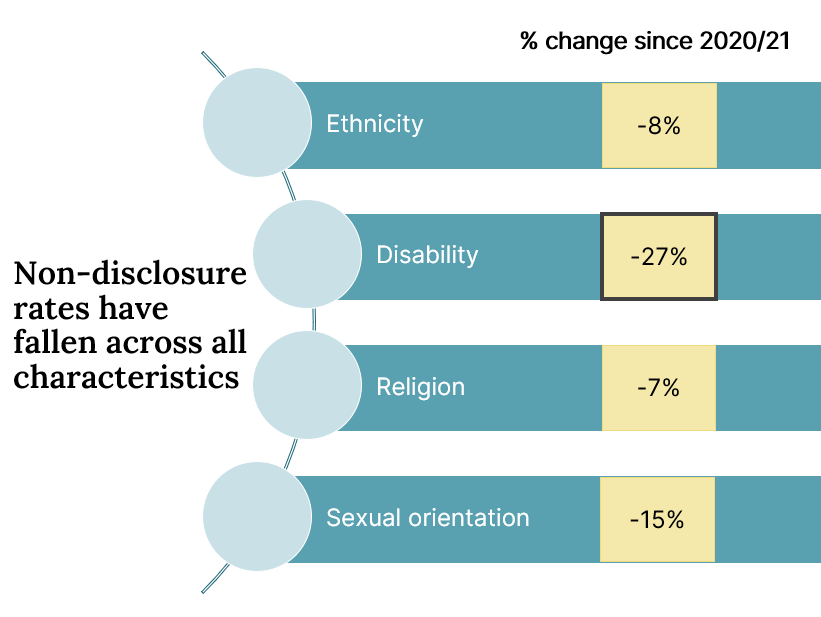 % change since 2020/21
Non-disclosure
rates have
fallen across all
characteristics
Ethnicity
-8%
Disability
-27%
Religion
-7%
Sexual orientation
-15%